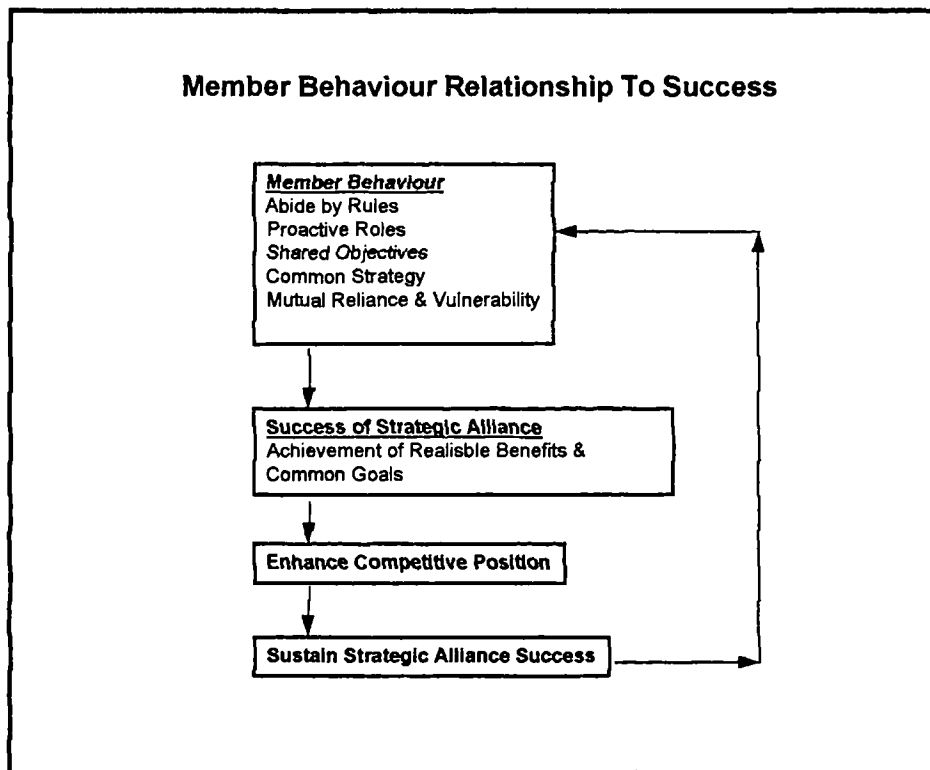 Member Behaviour Relationship To Success
Member Behaviour
Abide by Rules
Proactive Roles
Shared Objectives
Common Strategy
Mutual Reliance & Vulnerability
Success of Strategic Alliance
Achievement of Realisble Benefits &
Common Goals
Enhance Competitive Position
Sustain Strategic Alliance Success